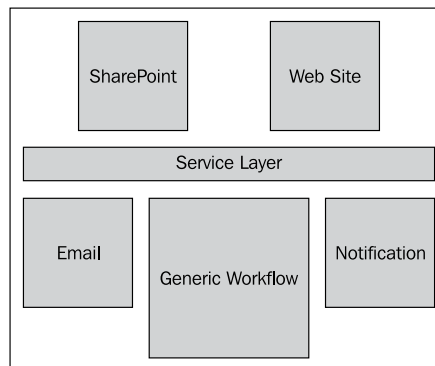 SharePoint
Web Site
Service Layer
Email
Generic Workflow
Notification